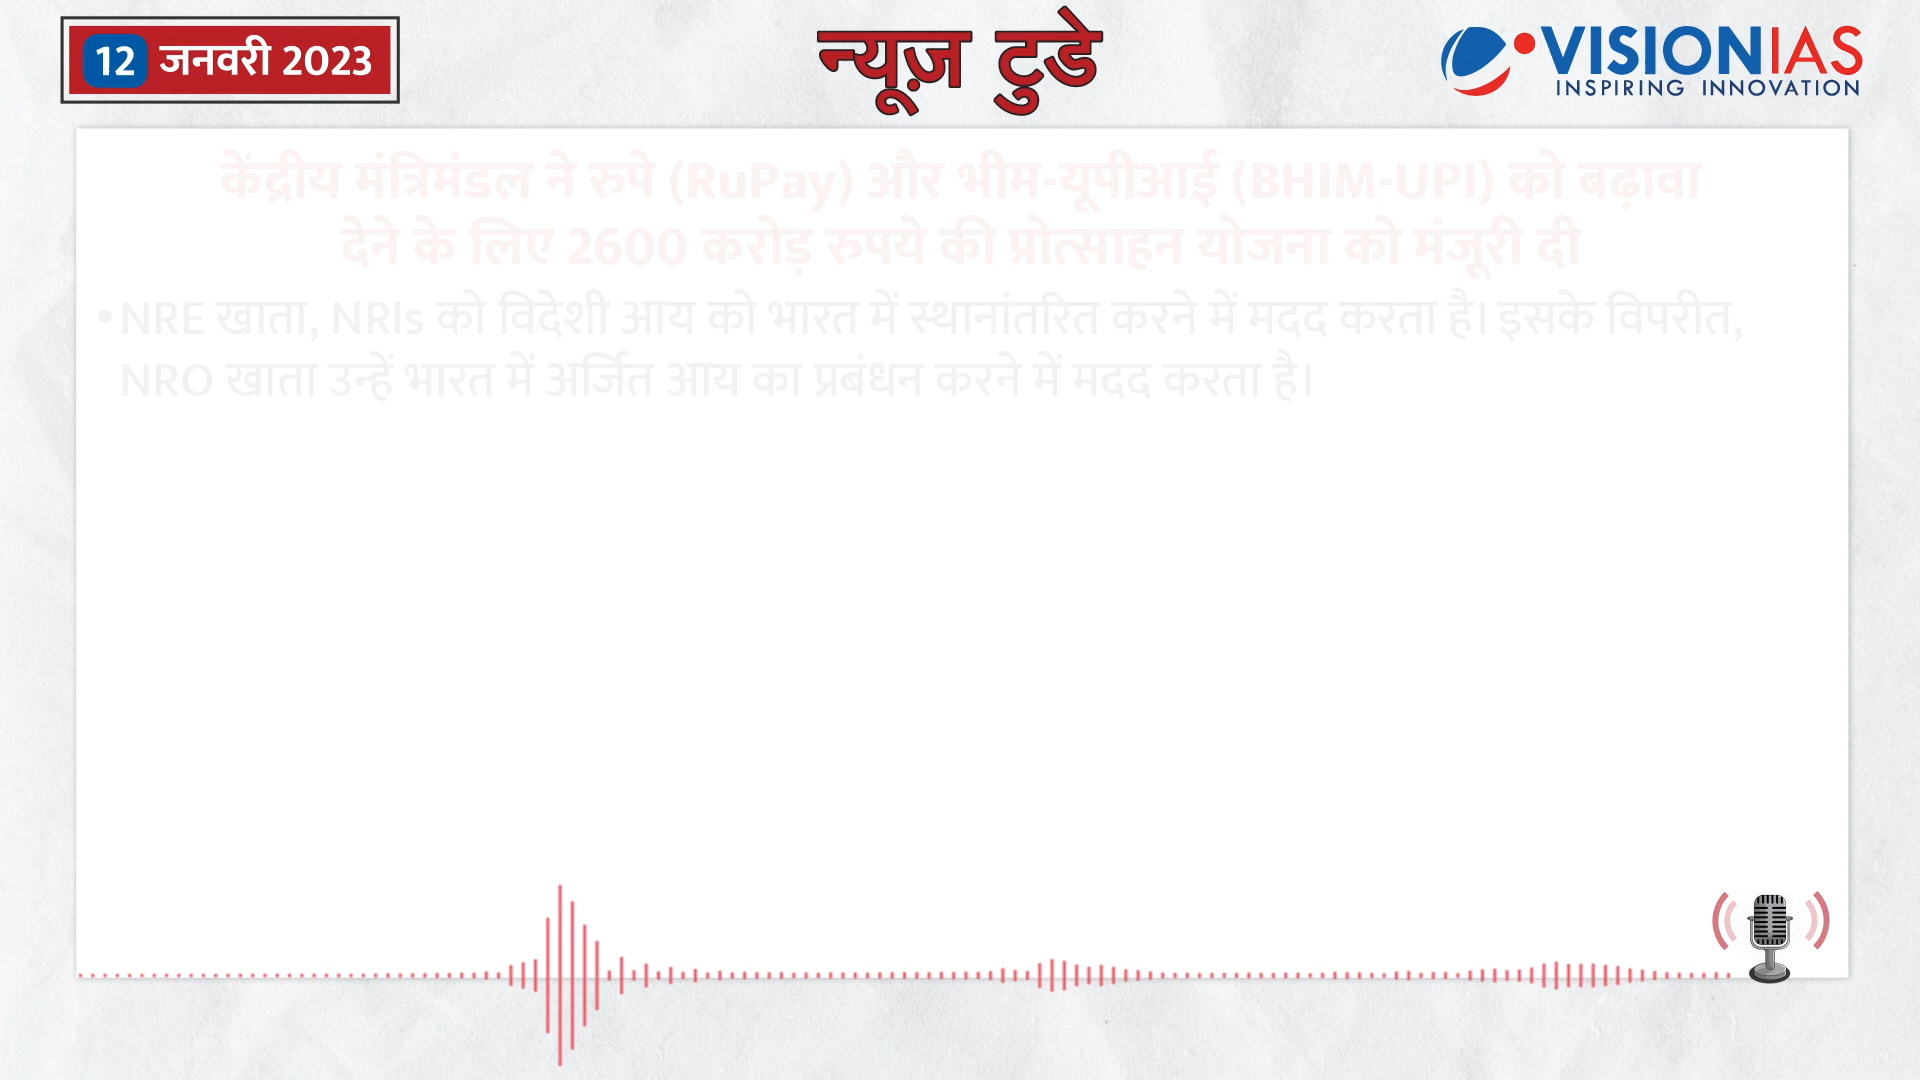 12 जनवरी 2023
न्यूज़ टुडे
VISIONIAS
INSPIRING INNOVATION
केंद्रीय मंत्रिमंडल ने रुपे (RuPay) और भीम-यूपीआई (BHIM-UPI) को बढ़ावा
देने के लिए 2600 करोड़ रुपये की प्रोत्साहन योजना को मंजूरी दी
•NRE खाता, NRIs को विदेशी आय को भारत में स्थानांतरित करने में मदद करता है। इसके विपरीत,
NRO खाता उन्हें भारत में अर्जित आय का प्रबंधन करने में मदद करता है।